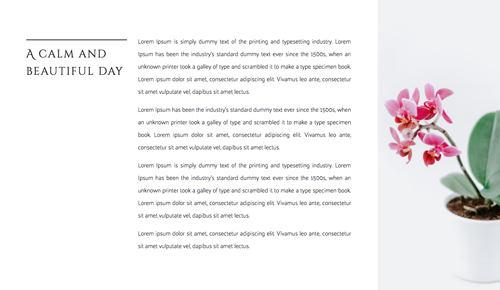 A CALM AND
BEAUTIFUL DAY
Lorem Ipsum is simply dummy text of the printing and typesetting industry. Lorem
Ipsum has been the industry's standard dummy text ever since the 1500s, when an
unknown printer took a galley of type and scrambled it to make a type specimen book.
Lorem ipsum dolor sit amet, consectetur adipiscing elit. Vivamus leo ante, consectetur
sit amet vulputate vel, dapibus sit amet lectus.
Lorem Ipsum has been the industry's standard dummy text ever since the 1500s, when
an unknown printer took a galley of type and scrambled it to make a type specimen
book. Lorem ipsum dolor sit amet, consectetur adipiscing elit. Vivamus leo ante,
consectetur sit amet vulputate vel, dapibus sit amet lectus.
Lorem Ipsum is simply dummy text of the printing and typesetting industry. Lorem
Ipsum has been the industry's standard dummy text ever since the 1500s, when an
unknown printer took a galley of type and scrambled it to make a type specimen book.
Lorem ipsum dolor sit amet, consectetur adipiscing elit. Vivamus leo ante, consectetur
sit amet vulputate vel, dapibus sit amet lectus.
Lorem ipsum dolor sit amet, consectetur adipiscing elit. Vivamus leo ante, consectetur
sit amet vulputate vel, dapibus sit amet lectus.